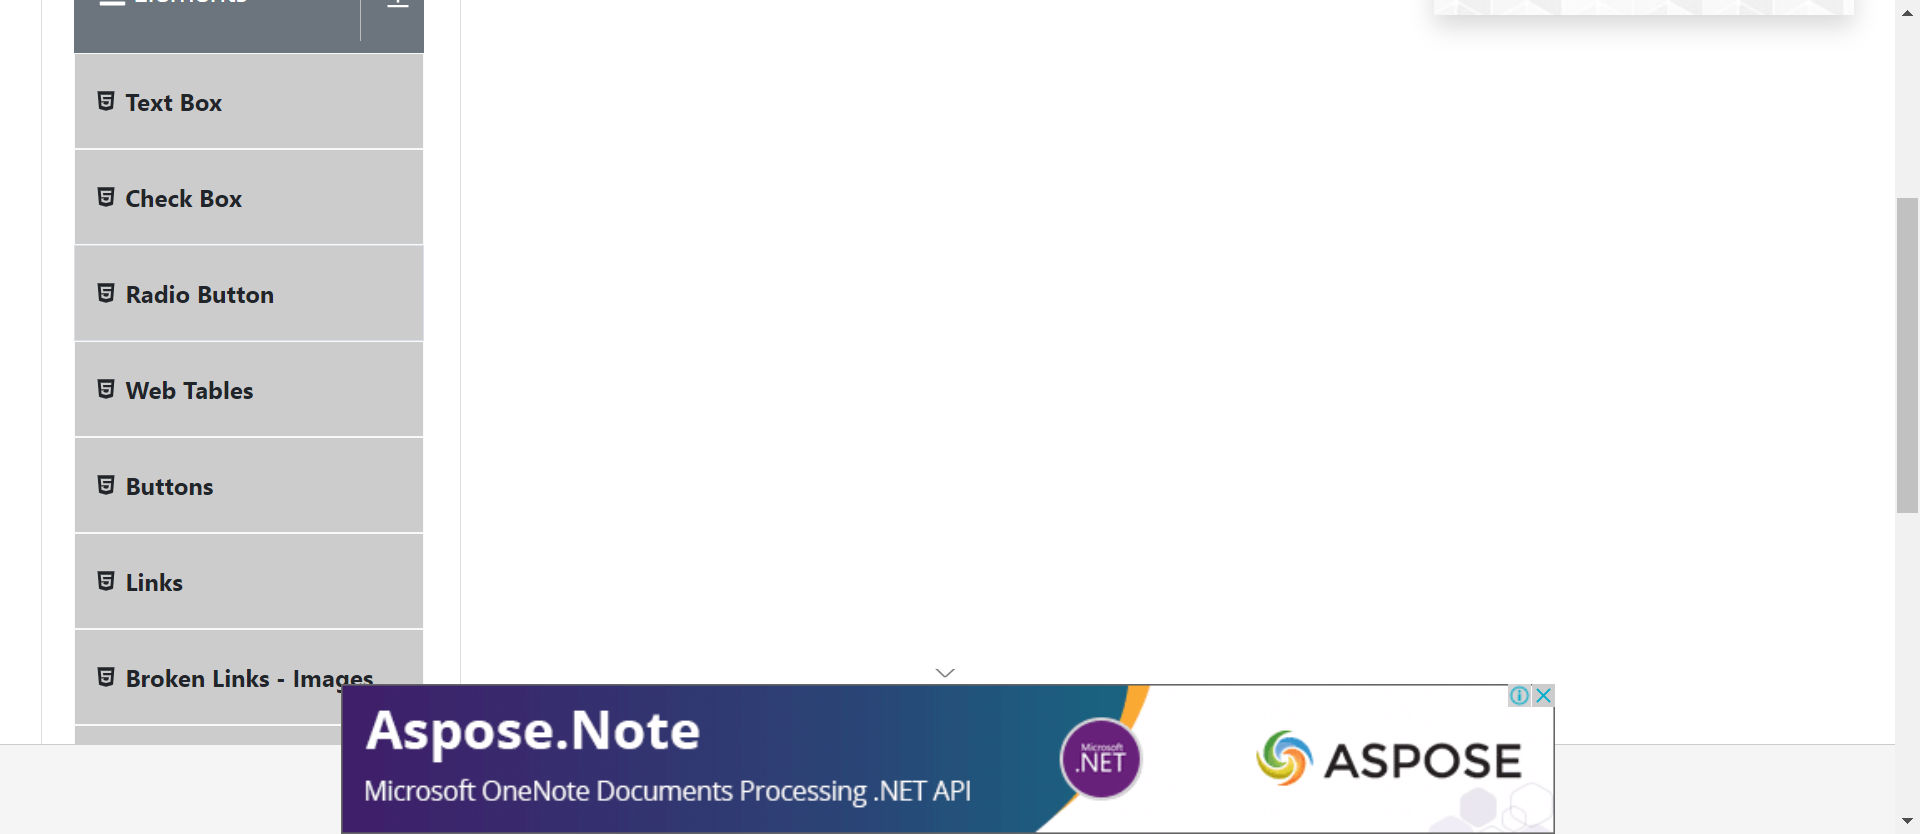 Elements
Text Box
Check Box
Radio Button
Web Tables
Buttons
Links
Broken Links - Images
Aspose.Note
Microsoft OneNote Documents Processing .NET API
Microsoft
.NET
ASPOSE